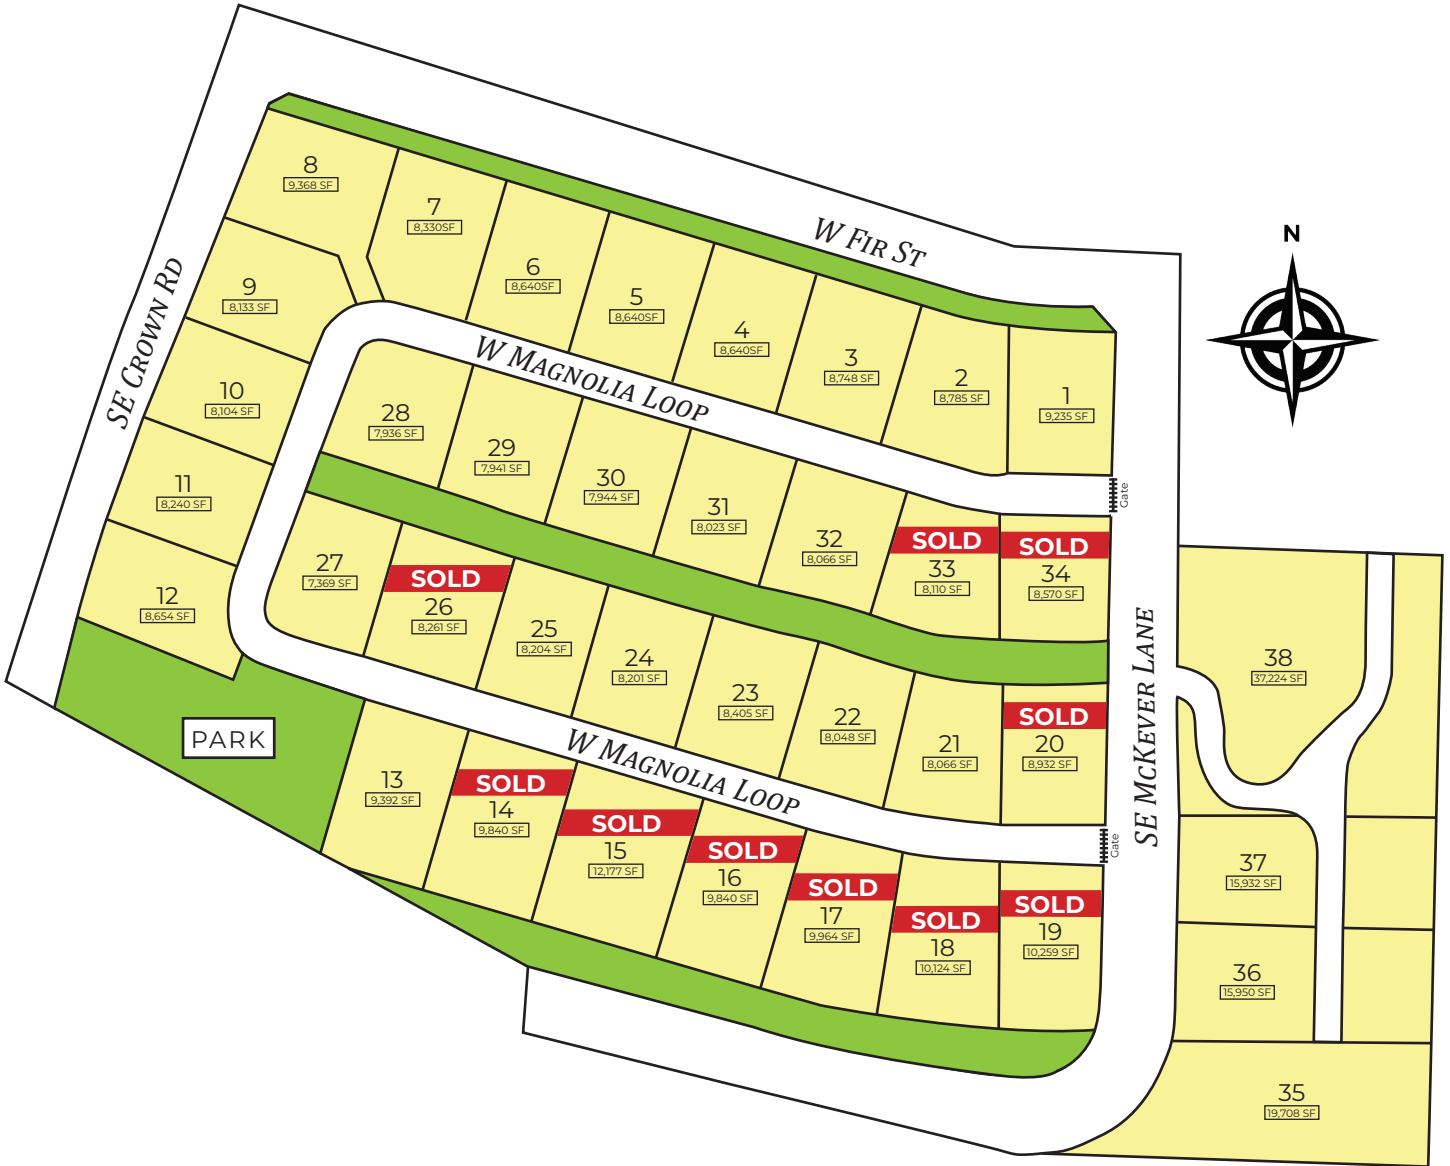 8
9,368 SF
7
8,330SF
6
8,640SF
5
8,640SF
4
8,640SF
3
8,748 SF
2
8,785 SF
1
9,235 SF
W FIR ST
N
SE CROWN RD
9
8,133 SF
10
8,104 SF
11
8,240 SF
12
8,654 SF
W MAGNOLIA LOOP
Gate
28
7,936 SF
29
7,941 SF
30
7,944 SF
31
8,023 SF
32
8,066 SF
SOLD
33
8,110 SF
SOLD
34
8,570 SF
27
7,369 SF
SOLD
26
8,261 SF
25
8,204 SF
24
8,201 SF
23
8,405 SF
22
8,048 SF
21
8,066 SF
SOLD
20
8,932 SF
SE MCKEVER LANE
38
37,224 SF
PARK
W MAGNOLIA LOOP
Gate
13
9,392 SF
SOLD
14
9,840 SF
SOLD
15
12,177 SF
SOLD
16
9,840 SF
SOLD
17
9,964 SF
SOLD
18
10,124 SF
SOLD
19
10,259 SF
37
15,932 SF
36
15,950 SF
35
19,708 SF